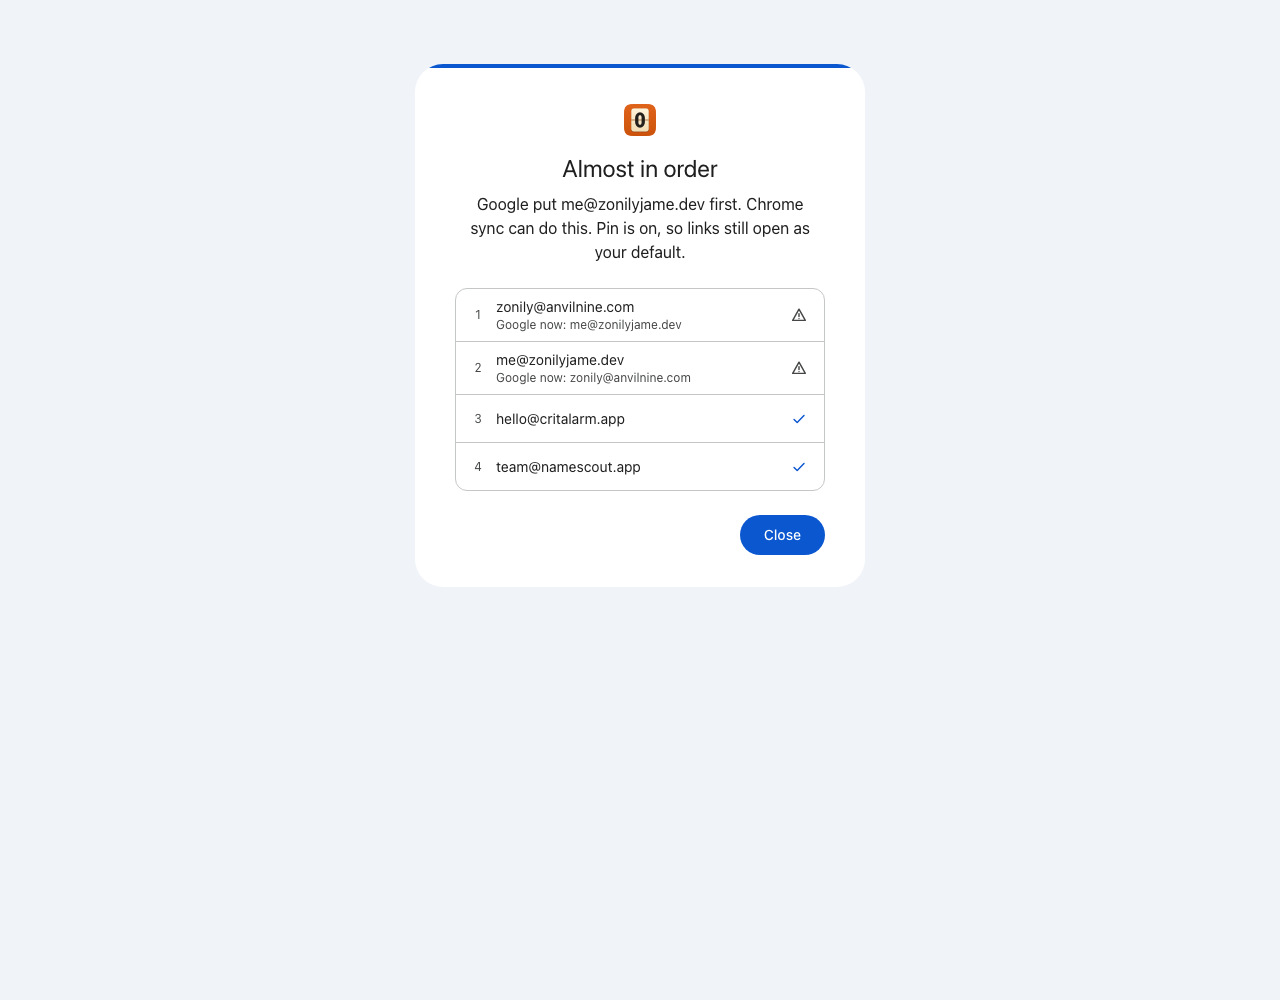 0
Almost in order
Google put me@zonilyjame.dev first. Chrome
sync can do this. Pin is on, so links still open as
your default.
1
zonily@anvilnine.com
Google now: me@zonilyjame.dev
2
me@zonilyjame.dev
Google now: zonily@anvilnine.com
3
hello@critalarm.app
4
team@namescout.app
Close